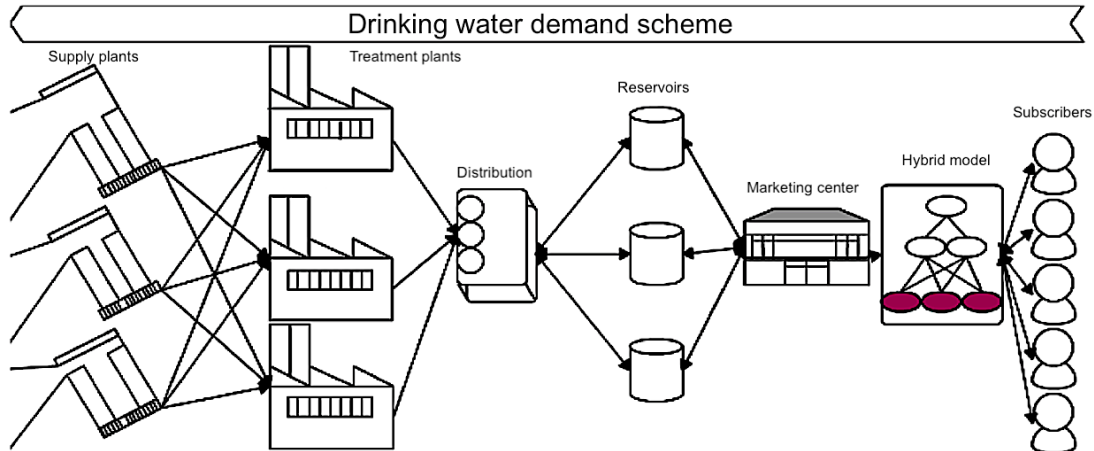 Drinking water demand scheme
Supply plants
Treatment plants
Reservoirs
Subscribers
Distribution
Marketing center
Hybrid model